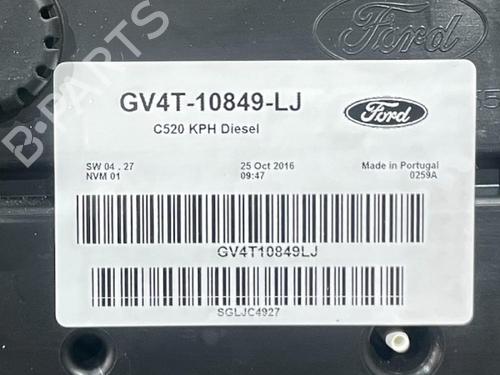 Ford
B-PARTS
GV4T-10849-LJ
Ford
C520 KPH Diesel
SW 04 . 27 25 Oct 2016 Made in Portugal
NVM 01 09:47 0259A
GV4T10849LJ
SGLJC4927